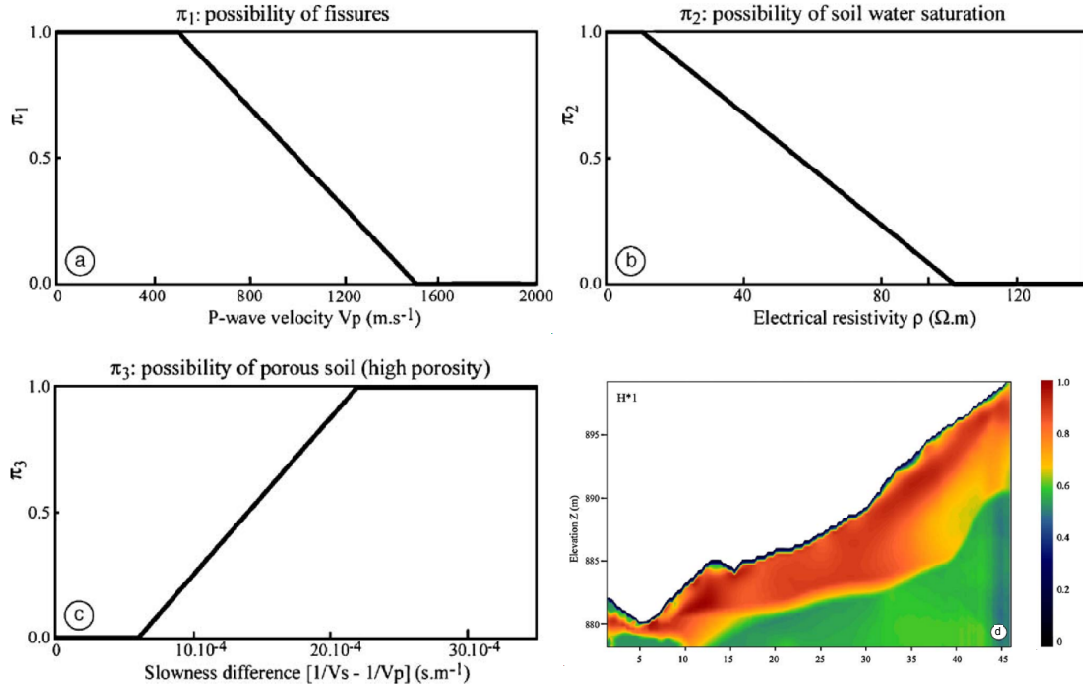 π₁: possibility of fissures
1.0
π₁
0.5
0.0
a
0 400 800 1200 1600 2000
P-wave velocity Vp (m.s⁻¹)
π₂: possibility of soil water saturation
1.0
π₂
0.5
0.0
b
0 40 80 120
Electrical resistivity ρ (Ω.m)
π₃: possibility of porous soil (high porosity)
1.0
π₃
0.5
0.0
c
0 10.10⁻⁴ 20.10⁻⁴ 30.10⁻⁴
Slowness difference [1/Vs - 1/Vp] (s.m⁻¹)
H*1
895
890
885
880
Elevation Z (m)
d
5 10 15 20 25 30 35 40 45
1.0
0.8
0.6
0.4
0.2
0